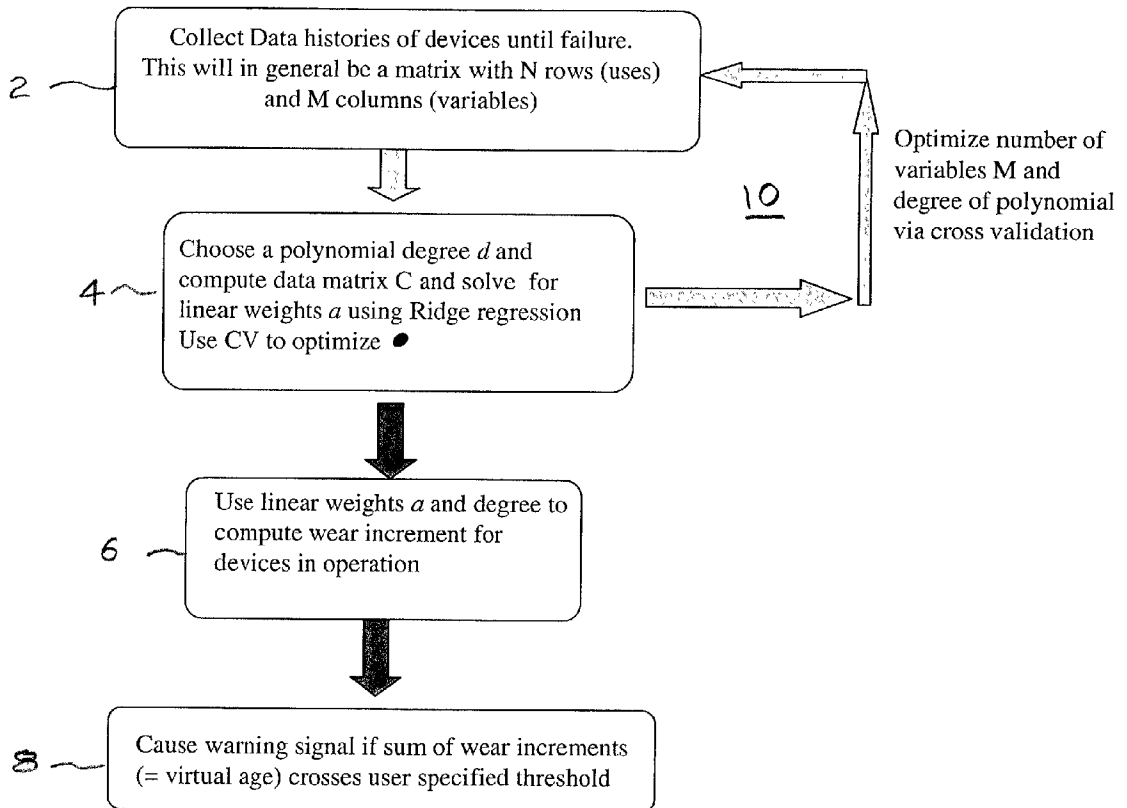 Collect Data histories of devices until failure.
This will in general be a matrix with N rows (uses)
and M columns (variables)
2
Optimize number of
variables M and
degree of polynomial
via cross validation
10
Choose a polynomial degree d and
compute data matrix C and solve for
linear weights a using Ridge regression
Use CV to optimize ●
4
Use linear weights a and degree to
compute wear increment for
devices in operation
6
Cause warning signal if sum of wear increments
(= virtual age) crosses user specified threshold
8